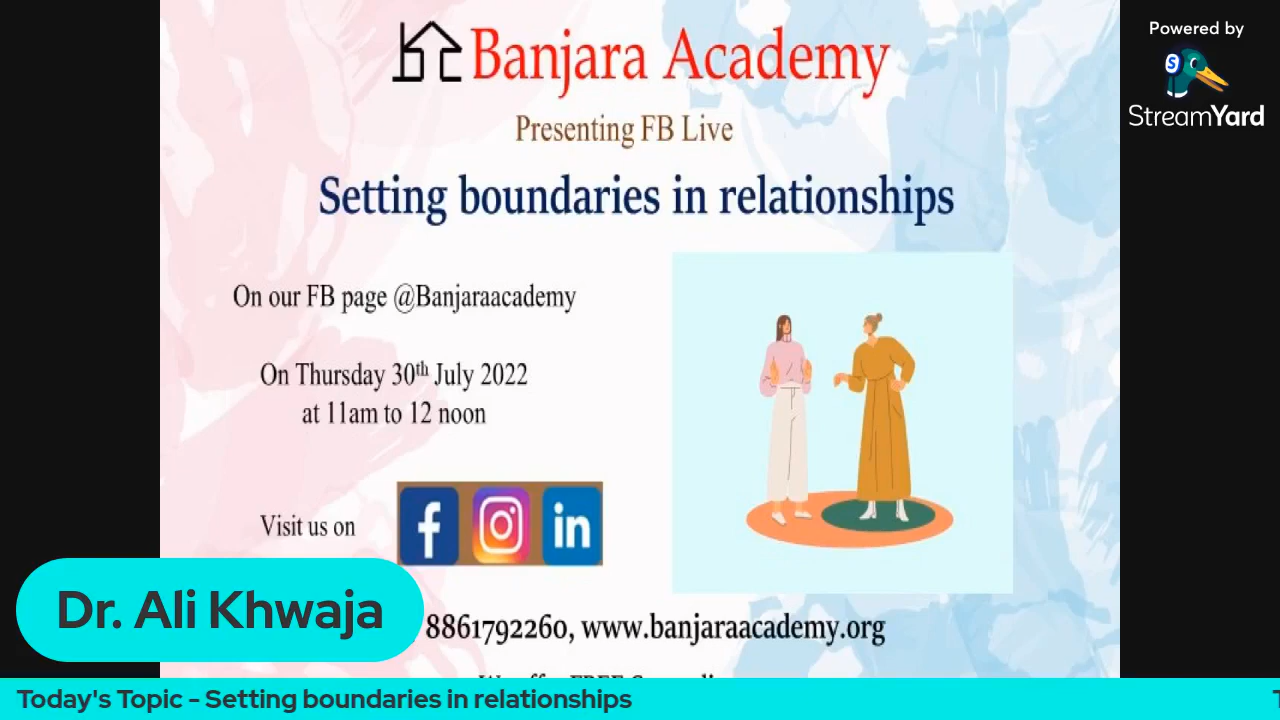 Powered by
StreamYard
Banjara Academy
Presenting FB Live
Setting boundaries in relationships
On our FB page @Banjaraacademy
On Thursday 30th July 2022
at 11am to 12 noon
Visit us on
Dr. Ali Khwaja
8861792260, www.banjaraacademy.org
Today's Topic - Setting boundaries in relationships